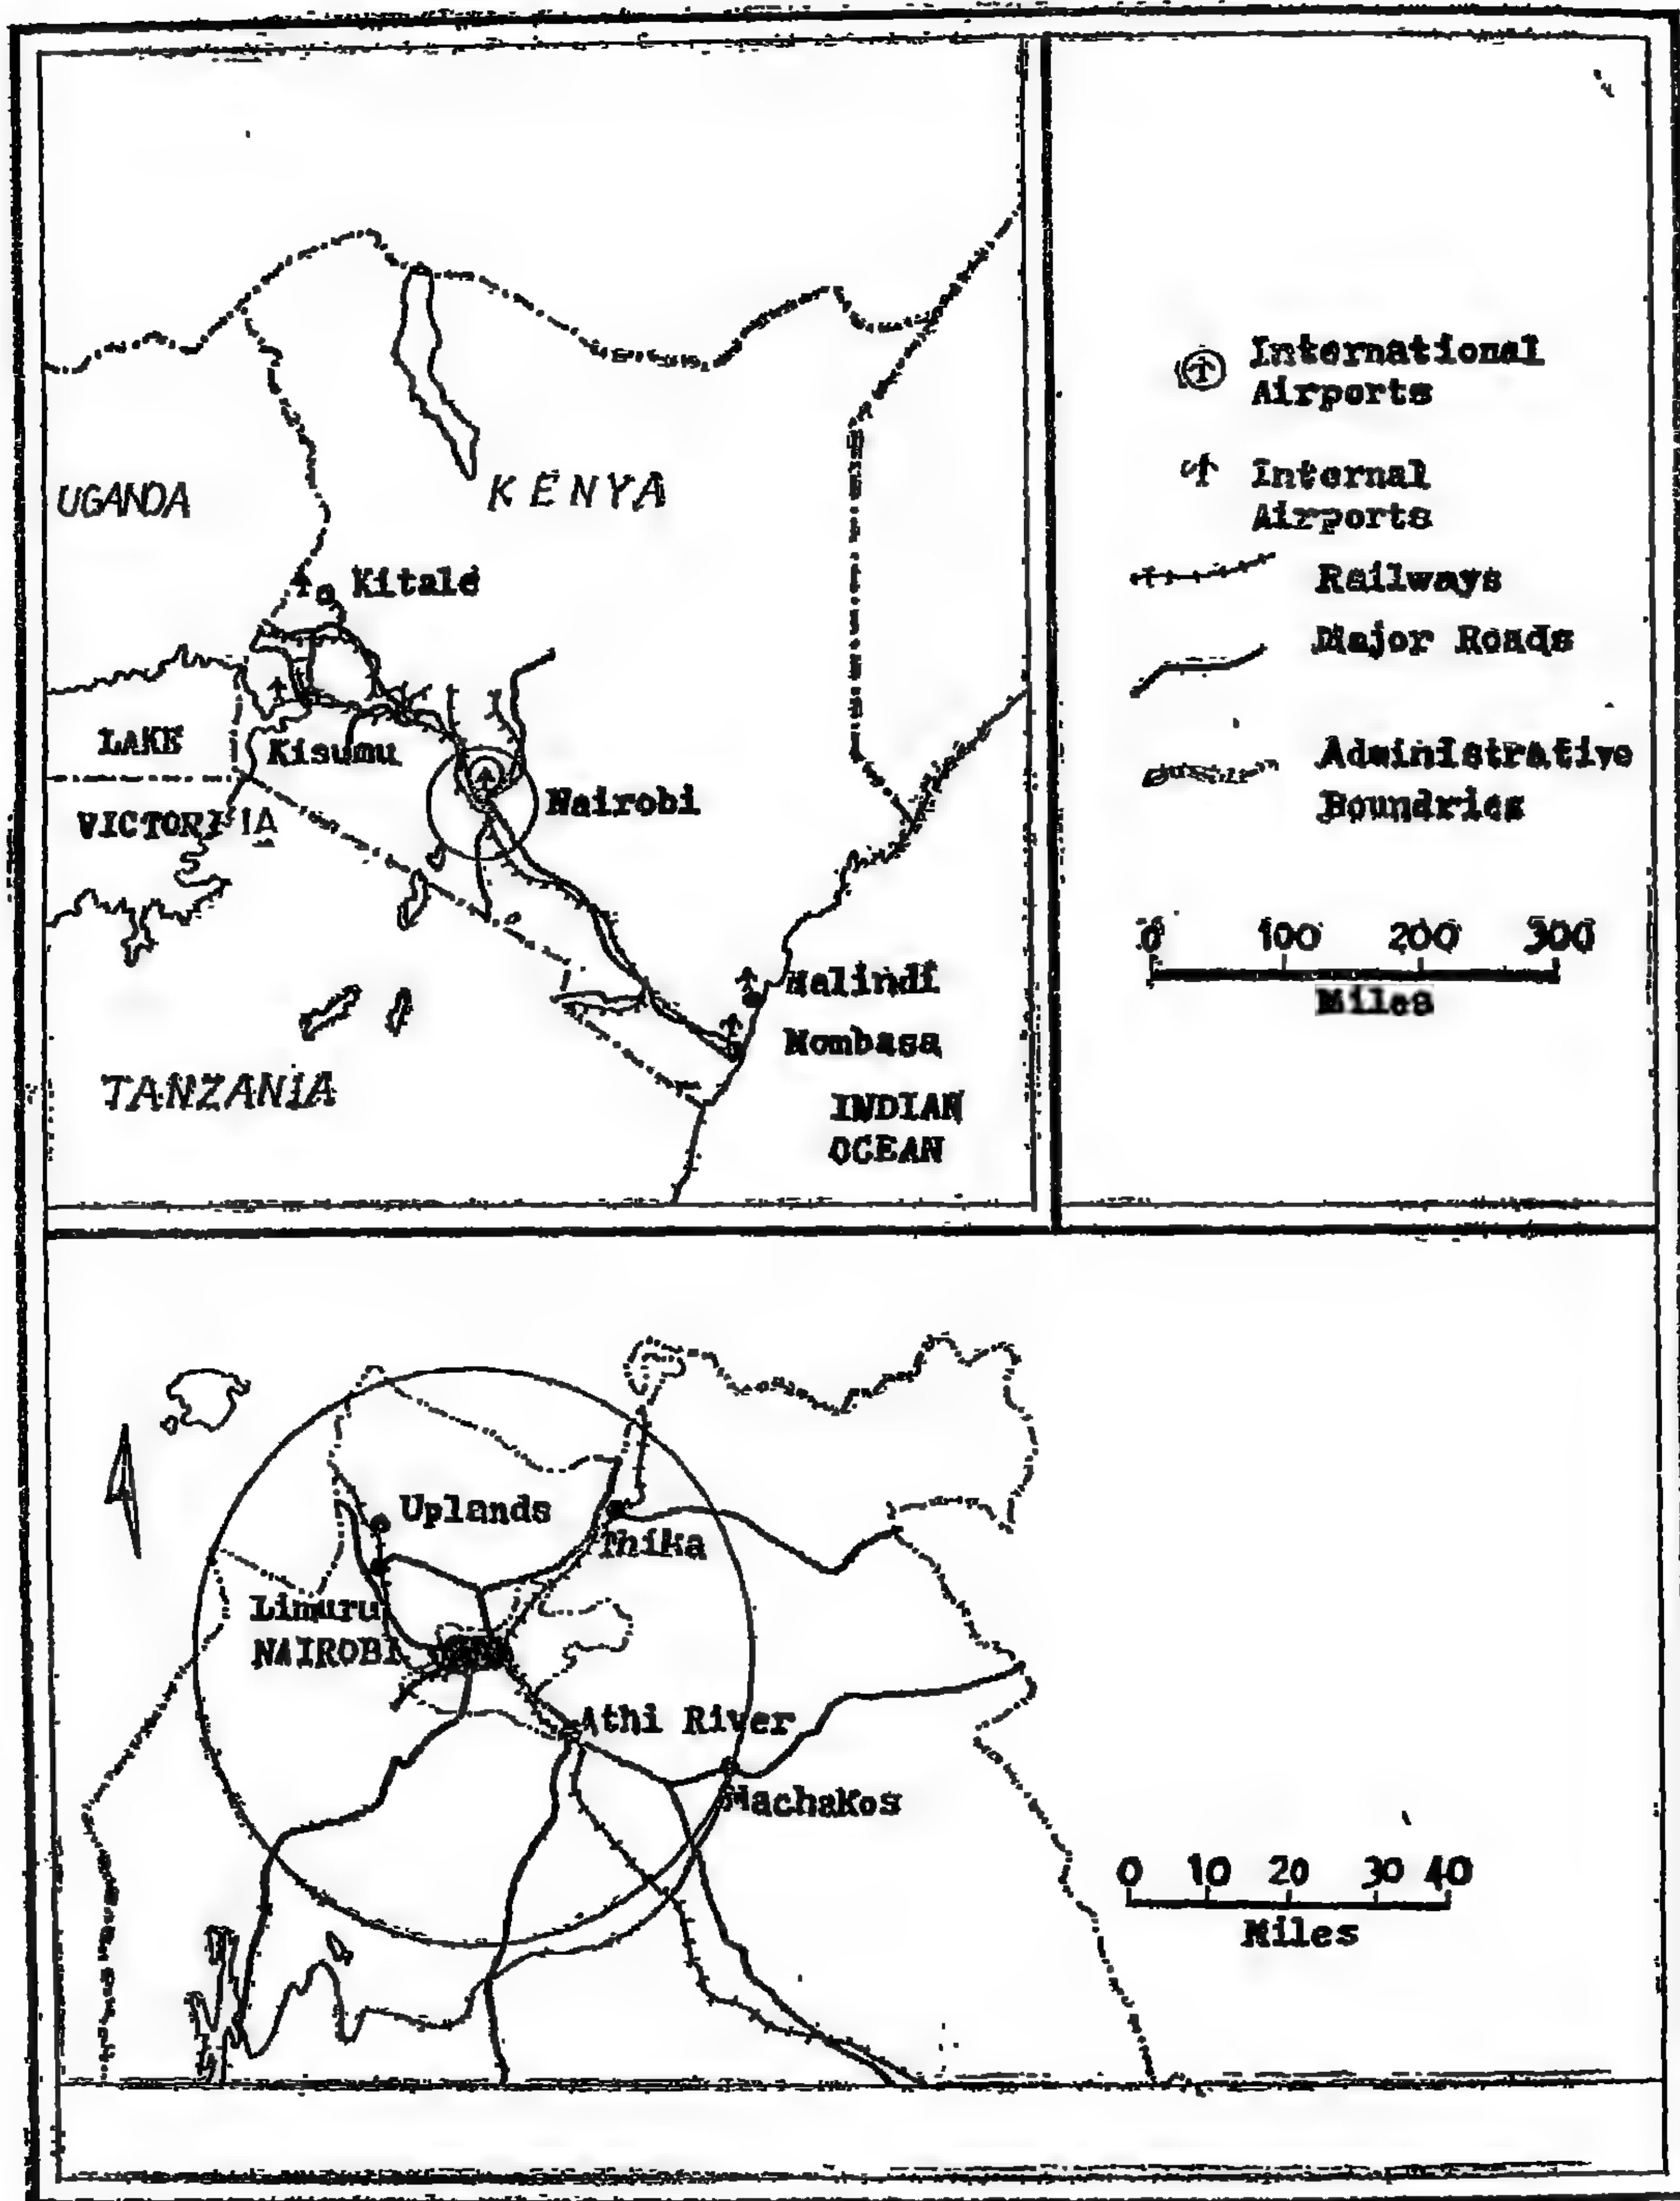 KENYA
UGANDA
Kitale
LAKE
Kisumu
VICTORIA
Nairobi
Malindi
Mombasa
TANZANIA
INDIAN
OCEAN
International
Airports
Internal
Airports
Railways
Major Roads
Administrative
Boundries
0 100 200 300
Miles
Uplands
Thika
Limuru
NAIROBI
Athi River
Machakos
0 10 20 30 40
Miles